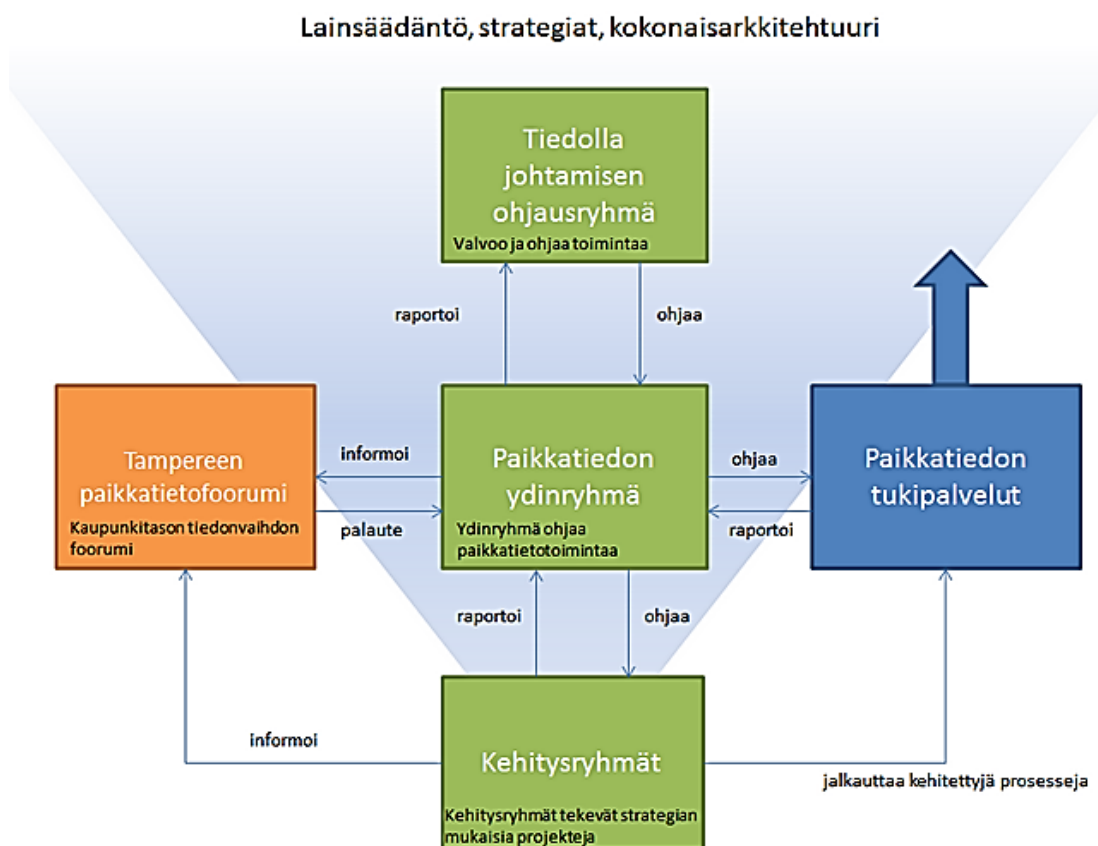 Lainsäädäntö, strategiat, kokonaisarkkitehtuuri
Tiedolla
johtamisen
ohjausryhmä
Valvoo ja ohjaa toimintaa
raportoi
ohjaa
Tampereen
paikkatietofoorumi
Kaupunkitason tiedonvaihdon
foorumi
informoi
palaute
Paikkatiedon
ydinryhmä
Ydinryhmä ohjaa
paikkatietotoimintaa
ohjaa
raportoi
Paikkatiedon
tukipalvelut
raportoi
ohjaa
informoi
Kehitysryhmät
Kehitysryhmät tekevät strategian
mukaisia projekteja
jalkauttaa kehitettyjä prosesseja